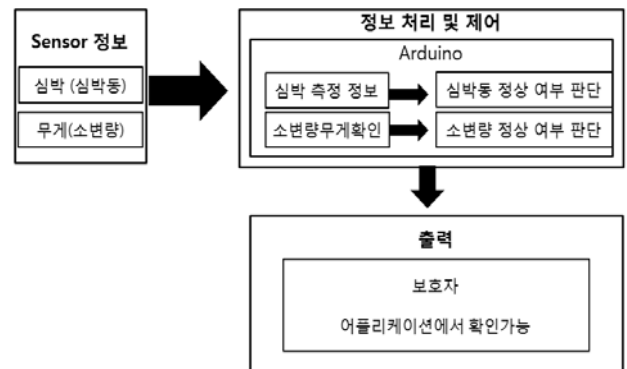 Sensor 정보
심박 (심박동)
무게(소변량)
정보 처리 및 제어
Arduino
심박 측정 정보
심박동 정상 여부 판단
소변량무게확인
소변량 정상 여부 판단
출력
보호자
어플리케이션에서 확인가능